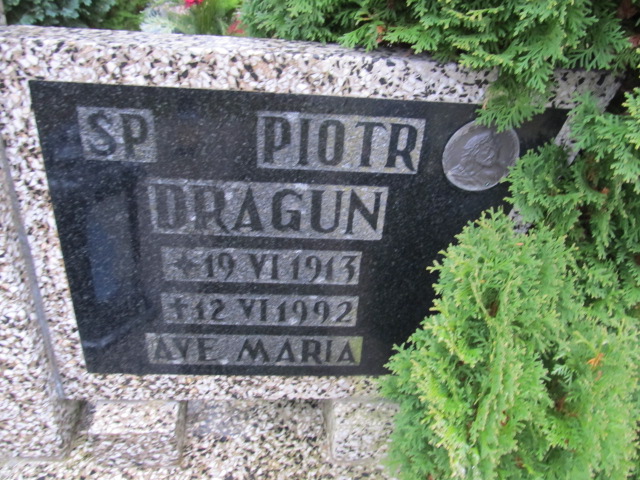 SP PIOTR
DRAGUN
*19 VI 1913
+12 VI 1992
AVE MARIA